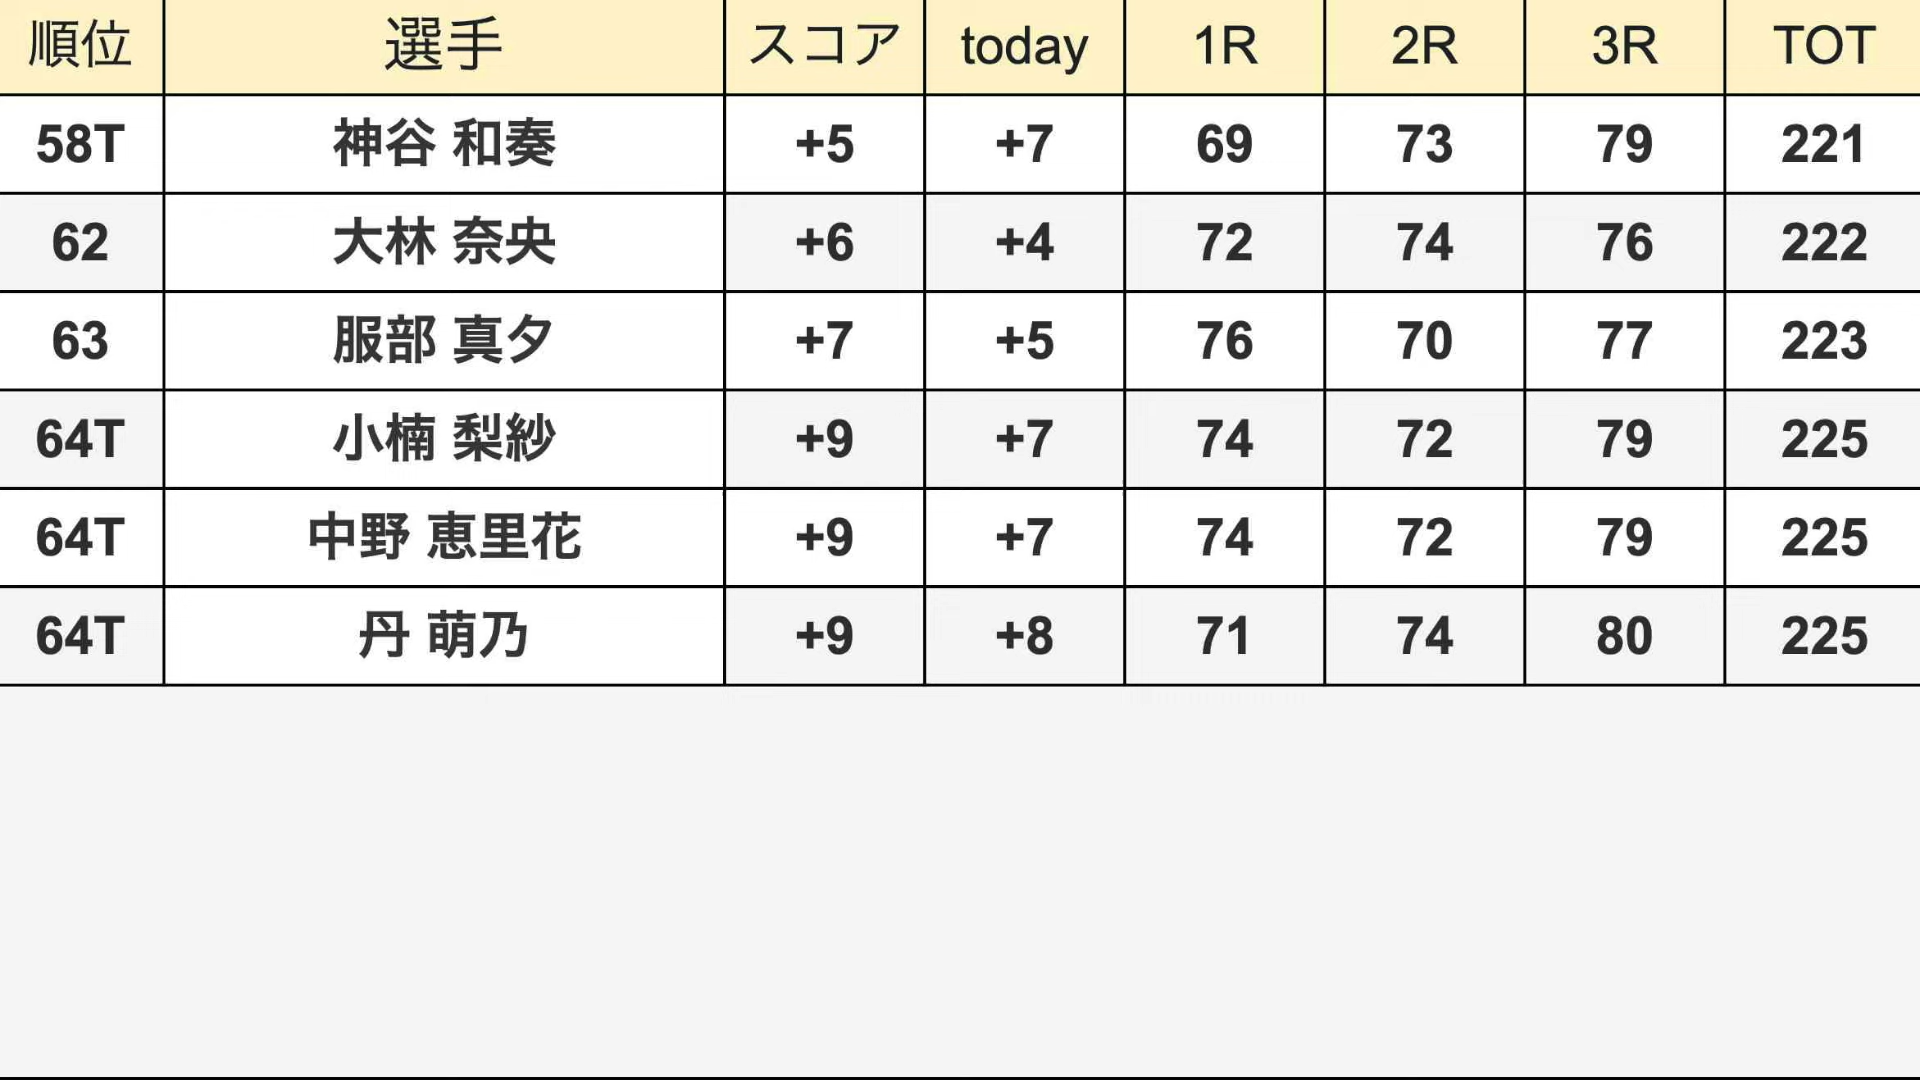 順位 選手 スコア today 1R 2R 3R TOT
58T 神谷 和奏 +5 +7 69 73 79 221
62 大林 奈央 +6 +4 72 74 76 222
63 服部 真夕 +7 +5 76 70 77 223
64T 小楠 梨紗 +9 +7 74 72 79 225
64T 中野 恵里花 +9 +7 74 72 79 225
64T 丹 萌乃 +9 +8 71 74 80 225